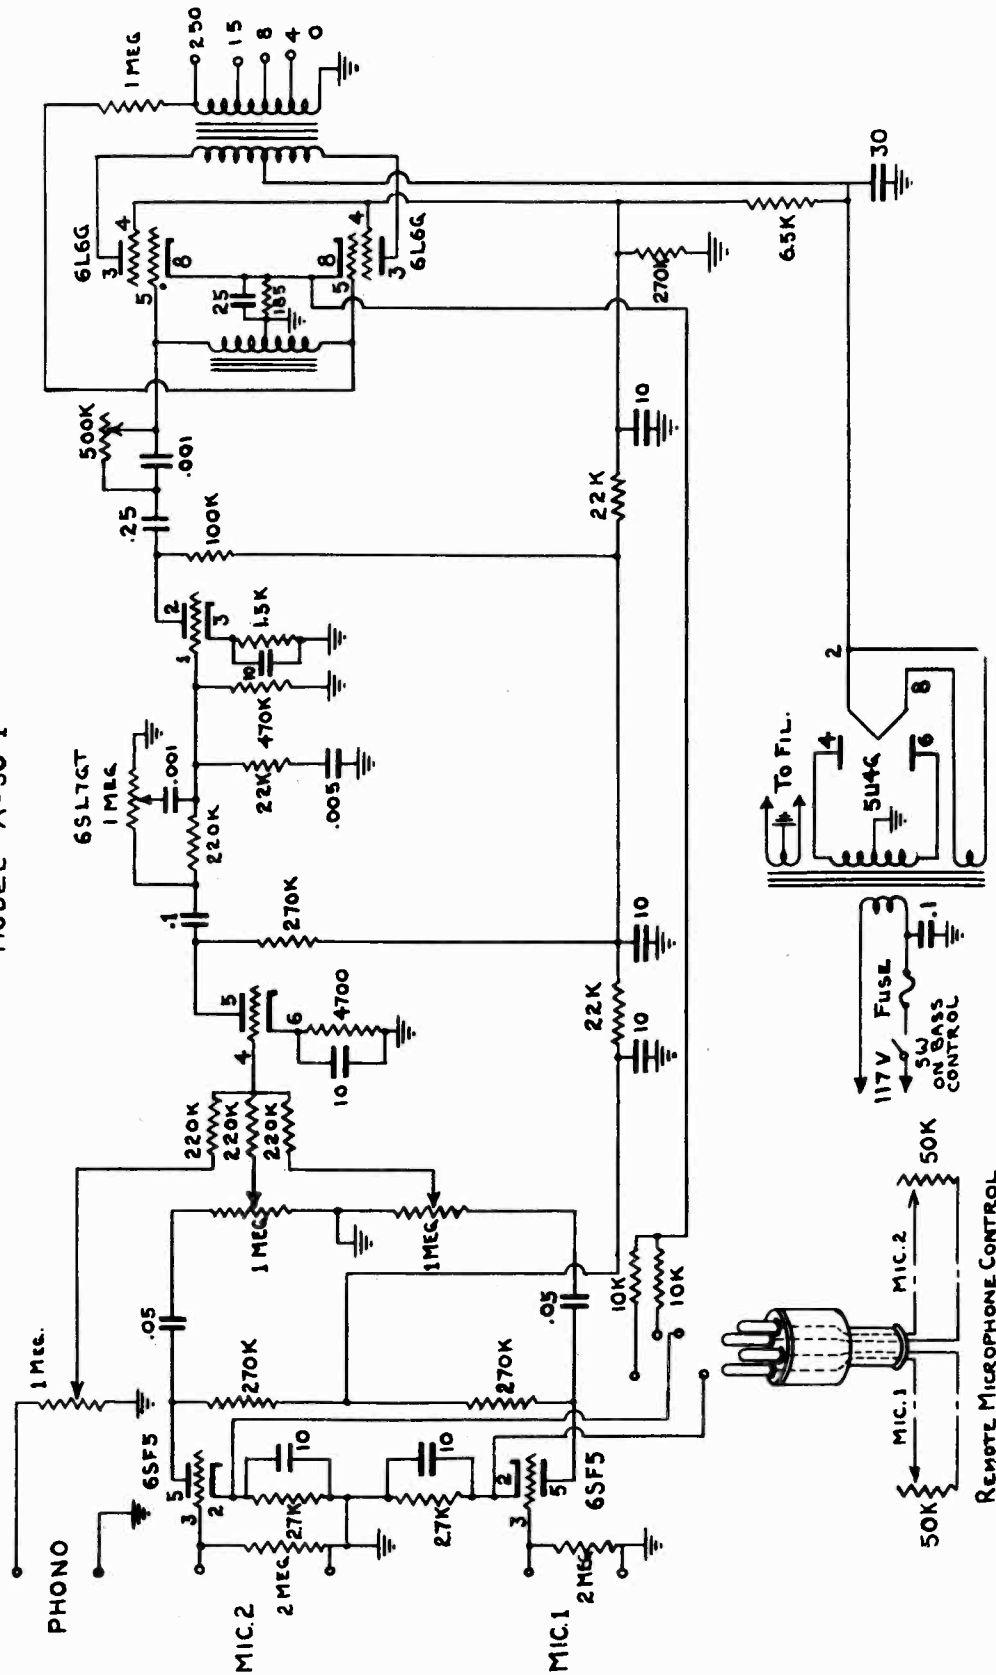 PHONO
1 MEG.
MIC.2
2 MEG
3
5
2
6SF5
2.7K
10
270K
.05
1 MEG
MIC.1
2 MEG
3
5
2
6SF5
2.7K
10
270K
.05
1 MEG
220K
220K
220K
4
5
6
4700
10
270K
.1
6SL7GT
1 MEG
.001
220K
22K
.005
470K
1
2
3
10
1.5K
100K
.25
500K
.001
6L6G
3
4
5
8
25
185
8
5
4
3
6L6G
1 MEG
250
15
8
4
0
10K
10K
10
22K
10
22K
10
270K
6.5K
30
117V
FUSE
SW
ON BASS
CONTROL
.1
TO FIL.
4
5U4G
6
2
8
50K
MIC.1
MIC.2
50K
REMOTE MICROPHONE CONTROL